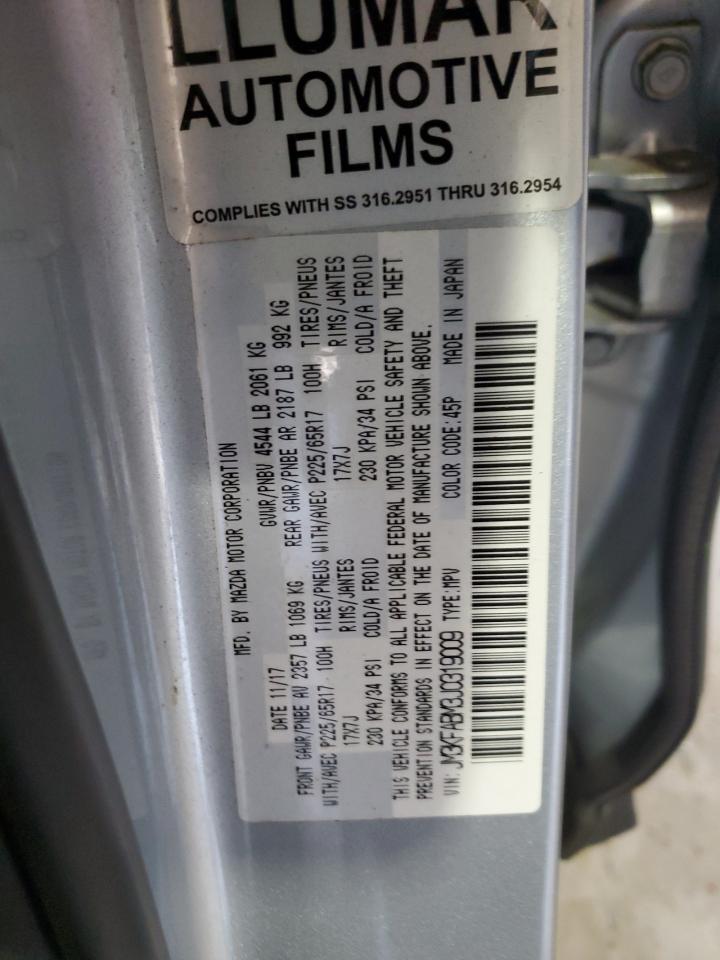 LLUMAR
AUTOMOTIVE
FILMS
COMPLIES WITH SS 316.2951 THRU 316.2954
MFD. BY MAZDA MOTOR CORPORATION
DATE 11/17 GVWR/PNBV 4544 LB 2061 KG
FRONT GAWR/PNBE AV 2357 LB 1069 KG REAR GAWR/PNBE AR 2187 LB 992 KG
WITH/AVEC P225/65R17 100H TIRES/PNEUS WITH/AVEC P225/65R17 100H TIRES/PNEUS
17X7J RIMS/JANTES 17X7J RIMS/JANTES
230 KPA/34 PSI COLD/A FROID 230 KPA/34 PSI COLD/A FROID
THIS VEHICLE CONFORMS TO ALL APPLICABLE FEDERAL MOTOR VEHICLE SAFETY AND THEFT
PREVENTION STANDARDS IN EFFECT ON THE DATE OF MANUFACTURE SHOWN ABOVE.
VIN: JM3KFABM3J0319009 TYPE:MPV COLOR CODE:45P MADE IN JAPAN